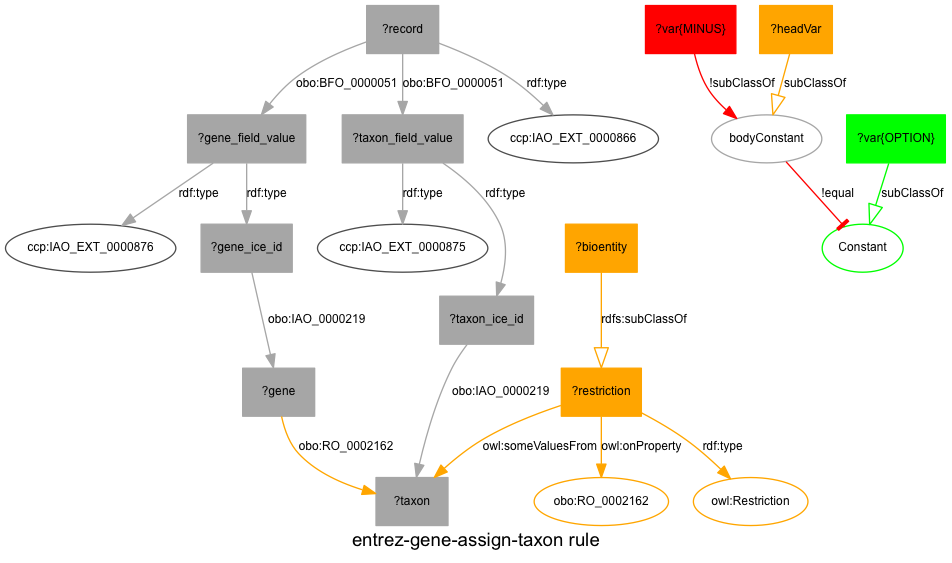 ?record
?var{MINUS}
?headVar
obo:BFO_0000051
obo:BFO_0000051
rdf:type
!subClassOf
subClassOf
?gene_field_value
?taxon_field_value
ccp:IAO_EXT_0000866
bodyConstant
?var{OPTION}
rdf:type
rdf:type
rdf:type
rdf:type
!equal
subClassOf
ccp:IAO_EXT_0000876
?gene_ice_id
ccp:IAO_EXT_0000875
?bioentity
Constant
obo:IAO_0000219
?taxon_ice_id
rdfs:subClassOf
?gene
obo:IAO_0000219
?restriction
obo:RO_0002162
owl:someValuesFrom
owl:onProperty
rdf:type
?taxon
obo:RO_0002162
owl:Restriction
entrez-gene-assign-taxon rule